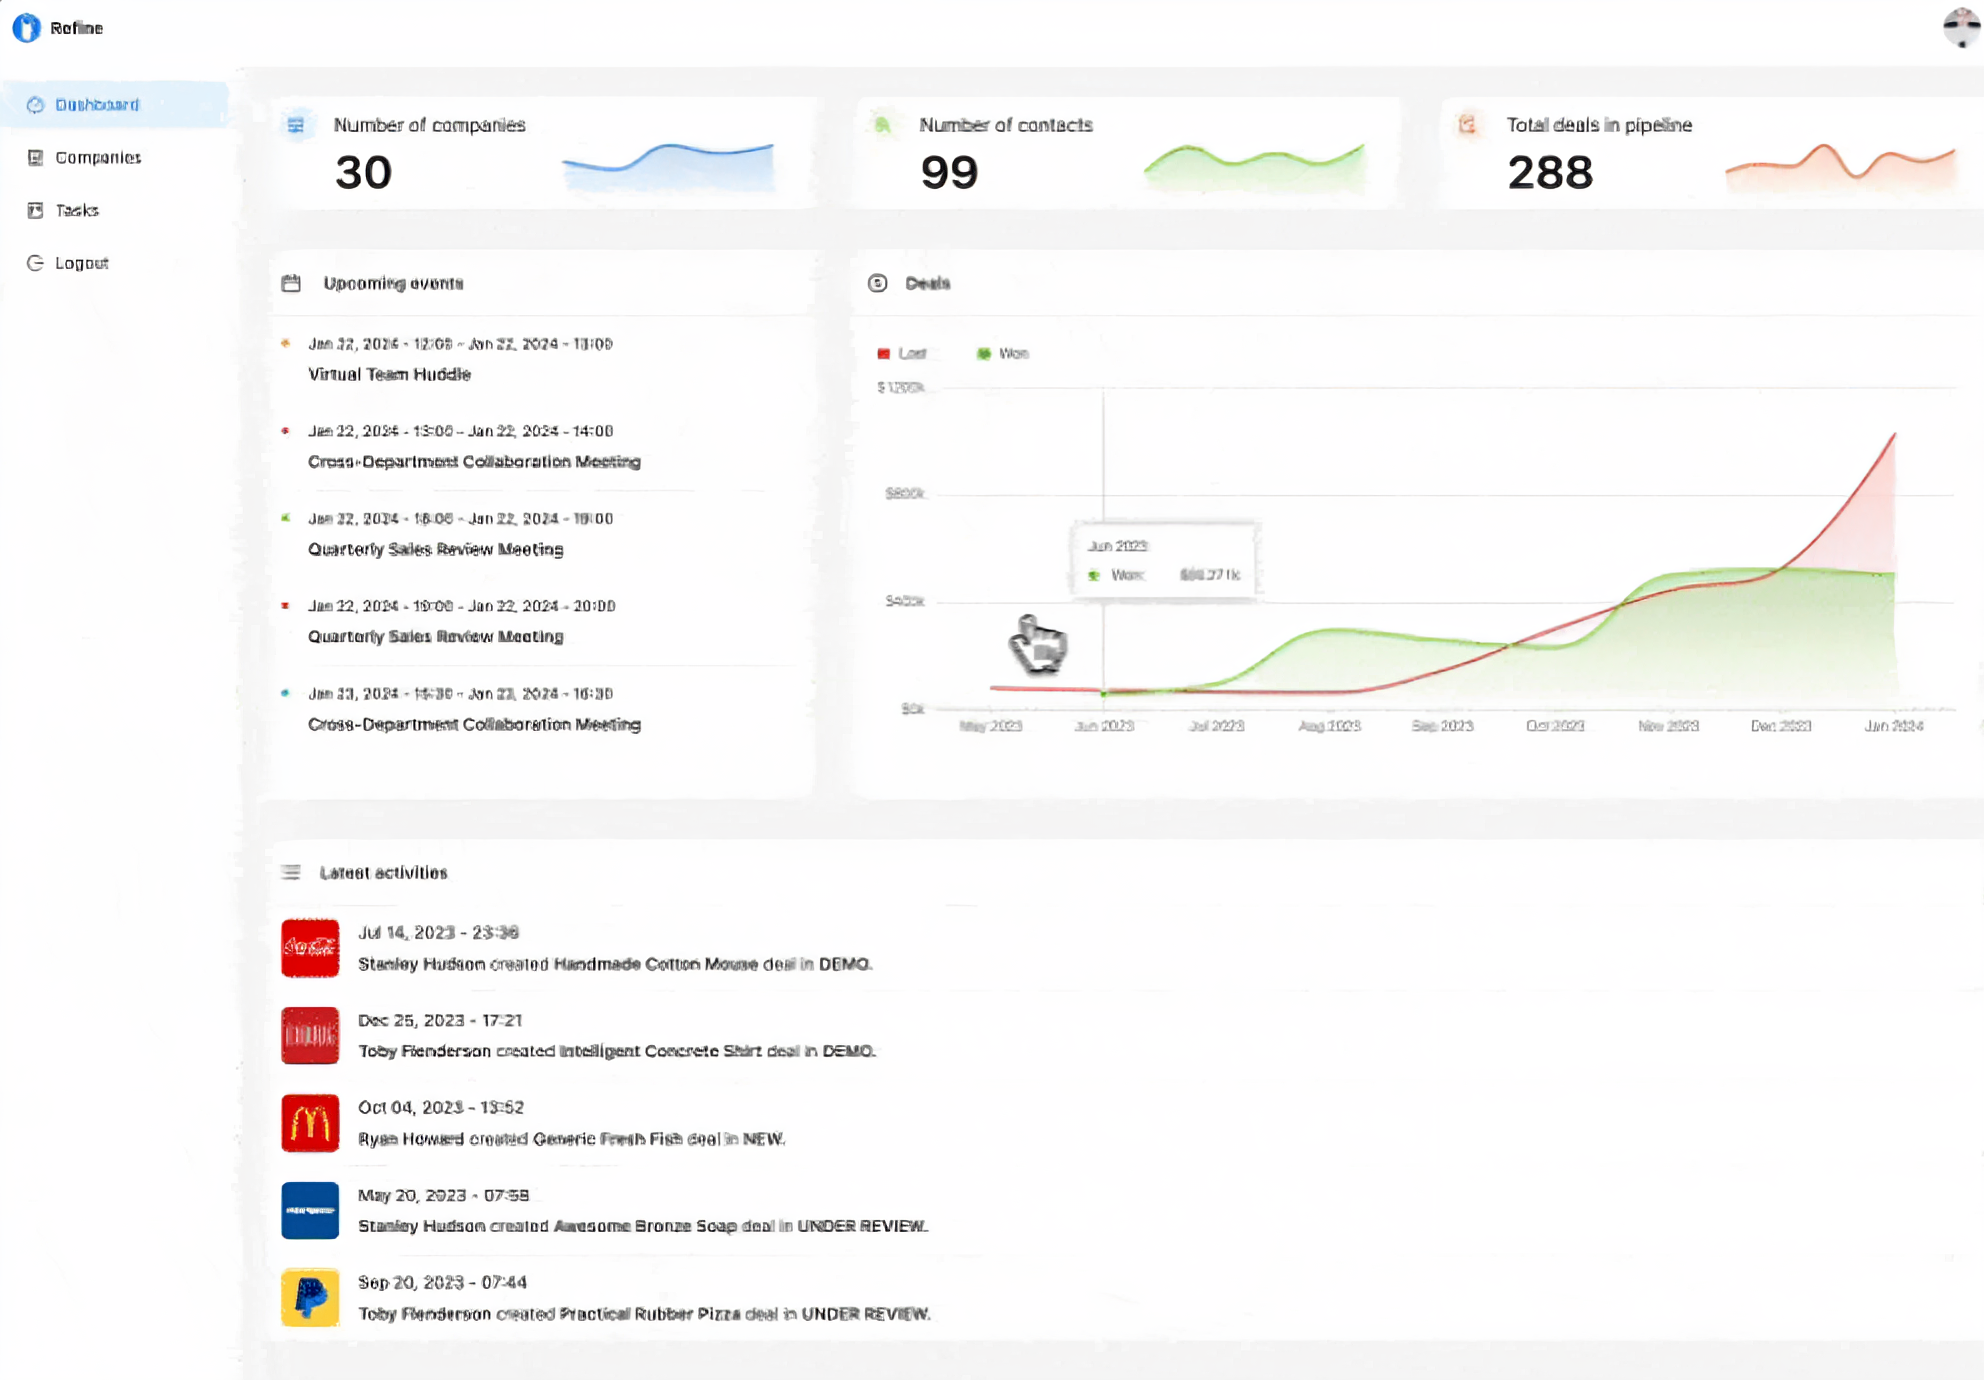 Refine
Dashboard
Companies
Tasks
Logout
Number of companies
30
Number of contacts
99
Total deals in pipeline
288
Upcoming events
Jan 22, 2024 - 12:00 - Jan 22, 2024 - 13:00
Virtual Team Huddle
Jan 22, 2024 - 13:00 - Jan 22, 2024 - 14:00
Cross-Department Collaboration Meeting
Jan 22, 2024 - - Jan 22, 2024 -
Quarterly Sales Review Meeting
Jan 22, 2024 - 19:00 - Jan 22, 2024 - 20:00
Quarterly Sales Review Meeting
Jan 23, 2024 - - Jan 23, 2024 - 16:30
Cross-Department Collaboration Meeting
Deals
Lost
Won
$1200k
$800k
$400k
$0k
Jun 2023
Won:
May 2023
Jun 2023
Jul 2023
Aug 2023
Sep 2023
Oct 2023
Nov 2023
Dec 2023
Jan 2024
Latest activities
Coca-Cola
Jul 14, 2023 - 23:36
Stanley Hudson created Handmade Cotton Mouse deal in DEMO.
Dec 25, 2023 - 17:21
Toby Flenderson created Intelligent Concrete Shirt deal in DEMO.
Oct 04, 2023 - 13:52
Ryan Howard created Generic Fresh Fish deal in NEW.
May 20, 2023 -
Stanley Hudson created Awesome Bronze Soap deal in UNDER REVIEW.
Sep 20, 2023 - 07:44
Toby Flenderson created Practical Rubber Pizza deal in UNDER REVIEW.